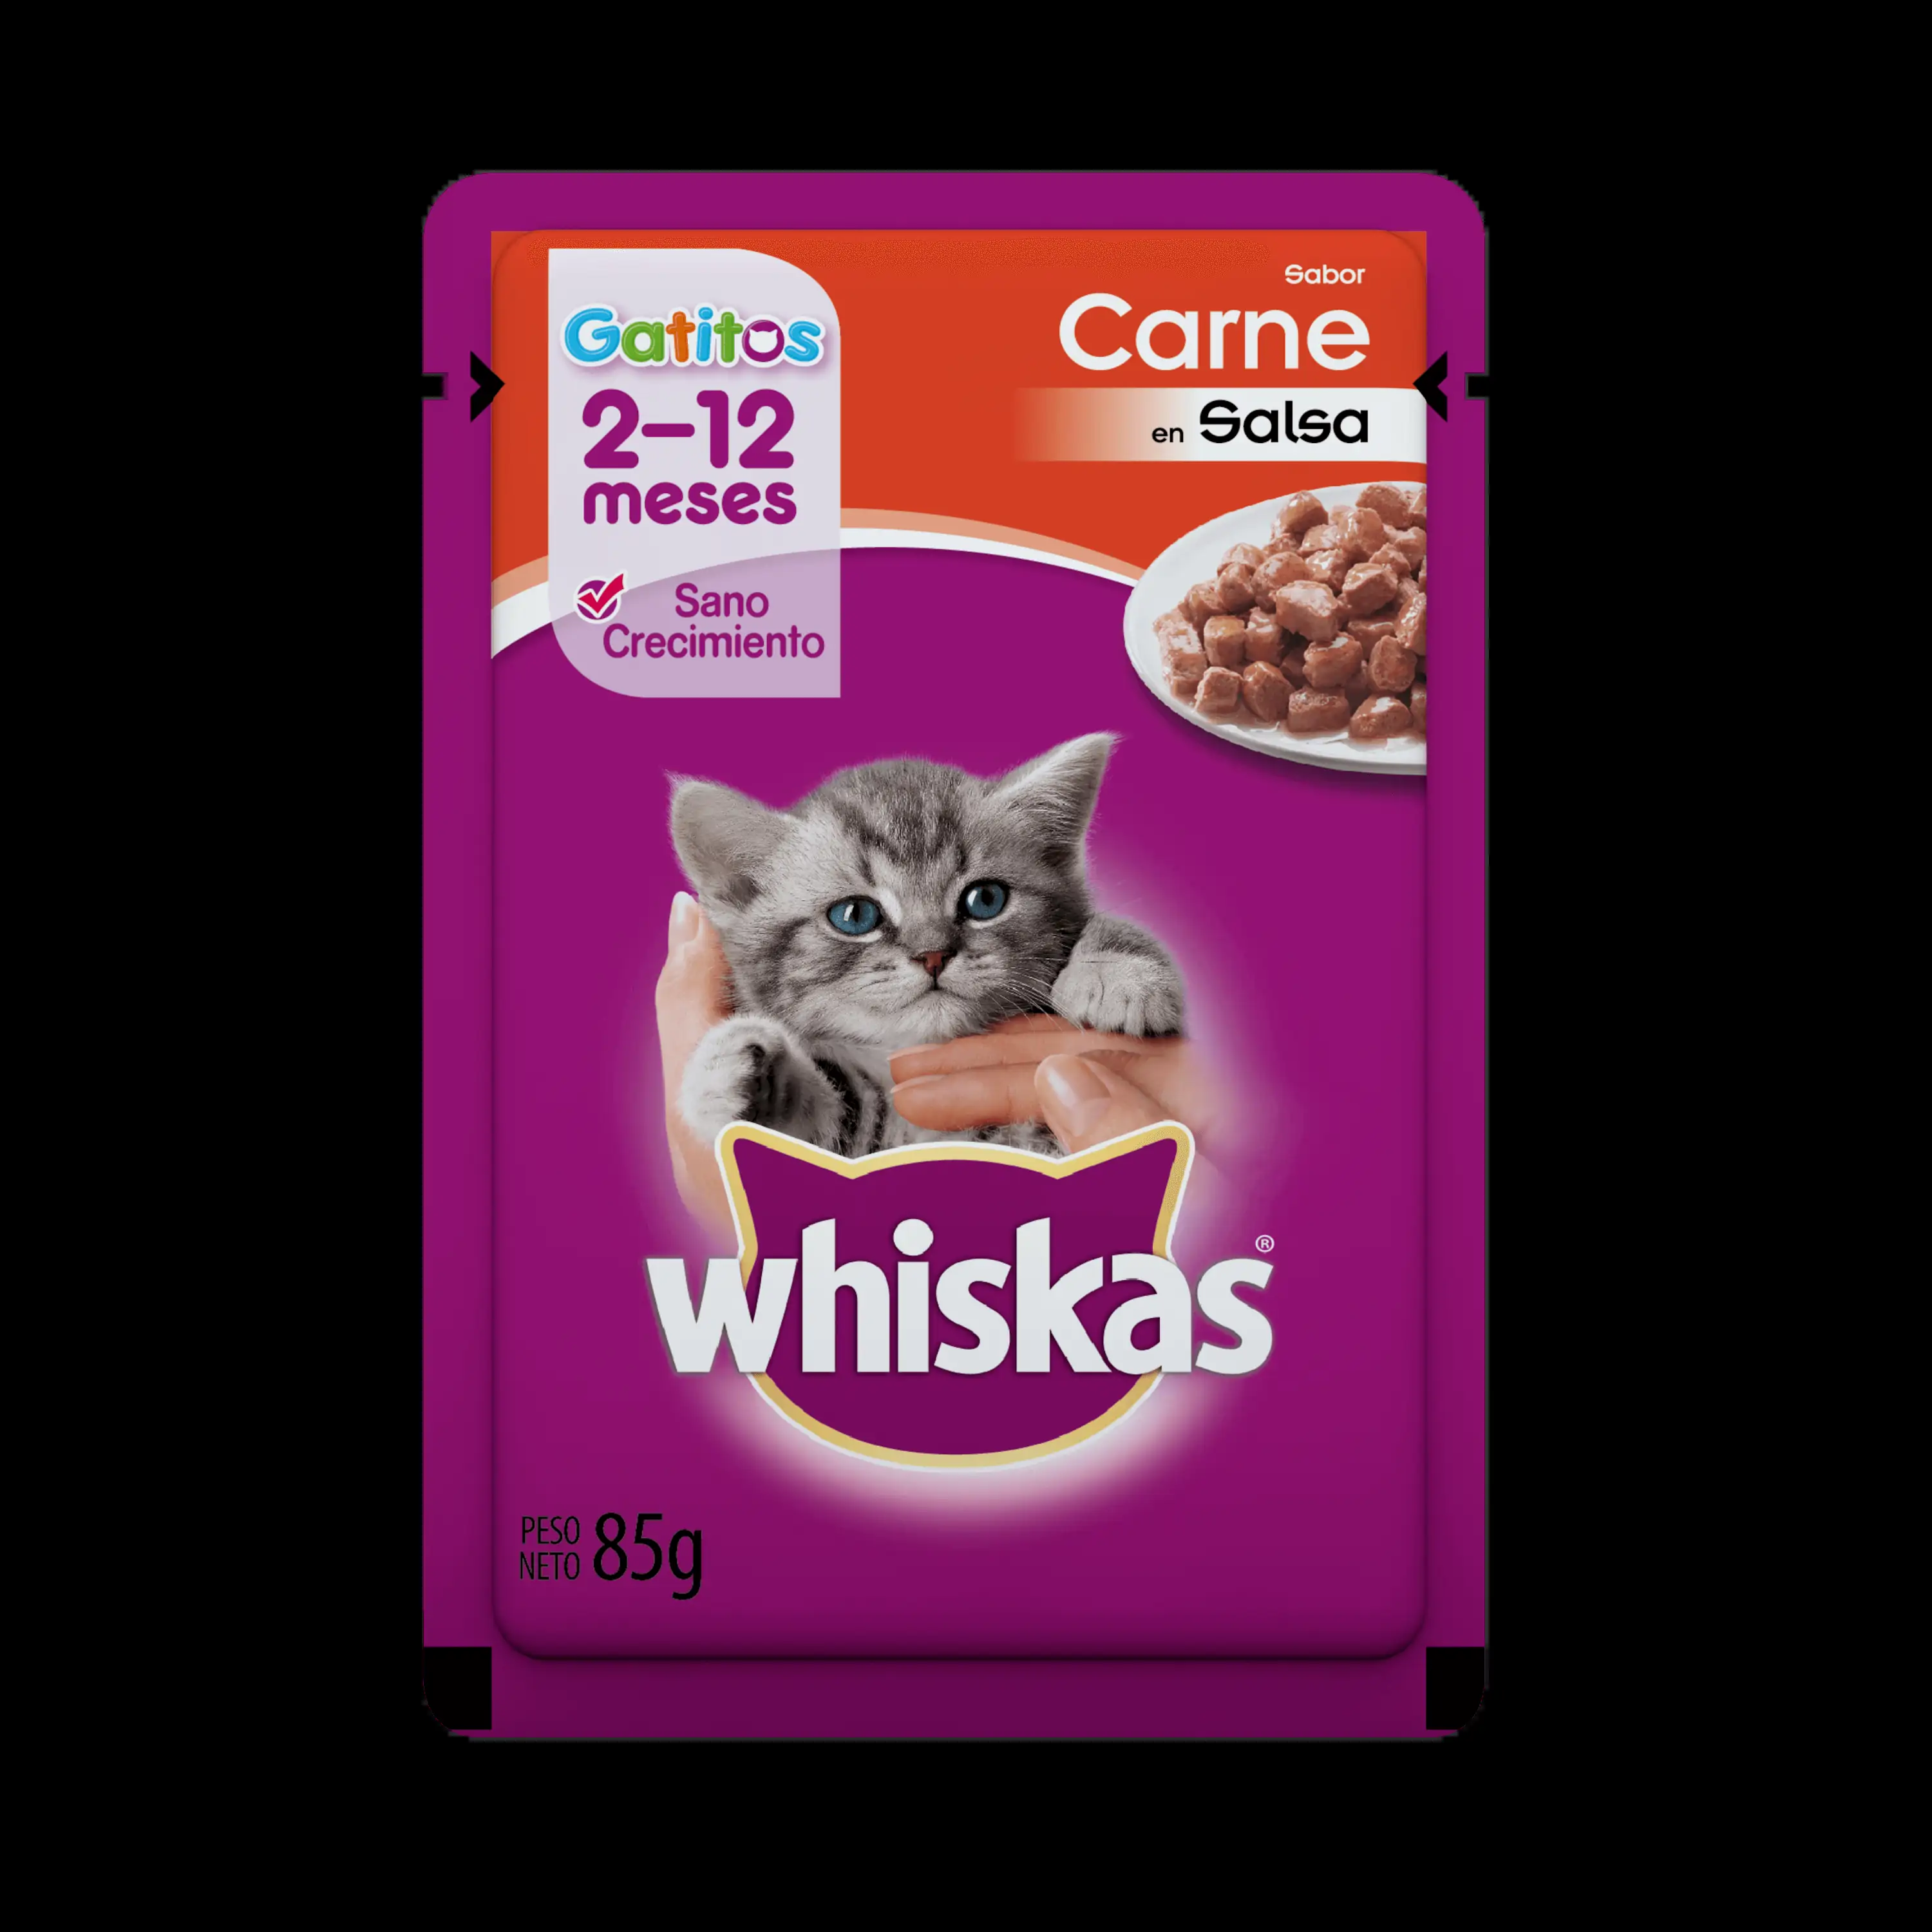 Gatitos
2-12
meses
Sano
Crecimiento
Sabor
Carne
en Salsa
whiskas®
PESO
NETO 85g